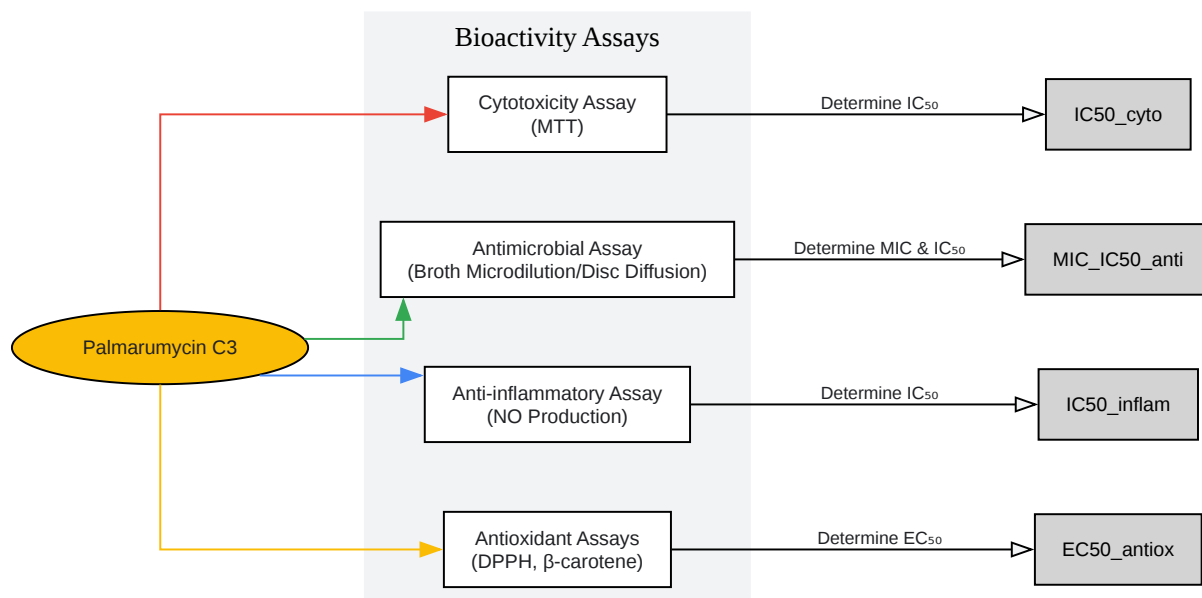 Bioactivity Assays
Cytotoxicity Assay
(MTT)
Determine IC₅₀
IC50_cyto
Antimicrobial Assay
(Broth Microdilution/Disc Diffusion)
Determine MIC & IC₅₀
MIC_IC50_anti
Palmarumycin C3
Anti-inflammatory Assay
(NO Production)
Determine IC₅₀
IC50_inflam
Antioxidant Assays
(DPPH, β-carotene)
Determine EC₅₀
EC50_antiox